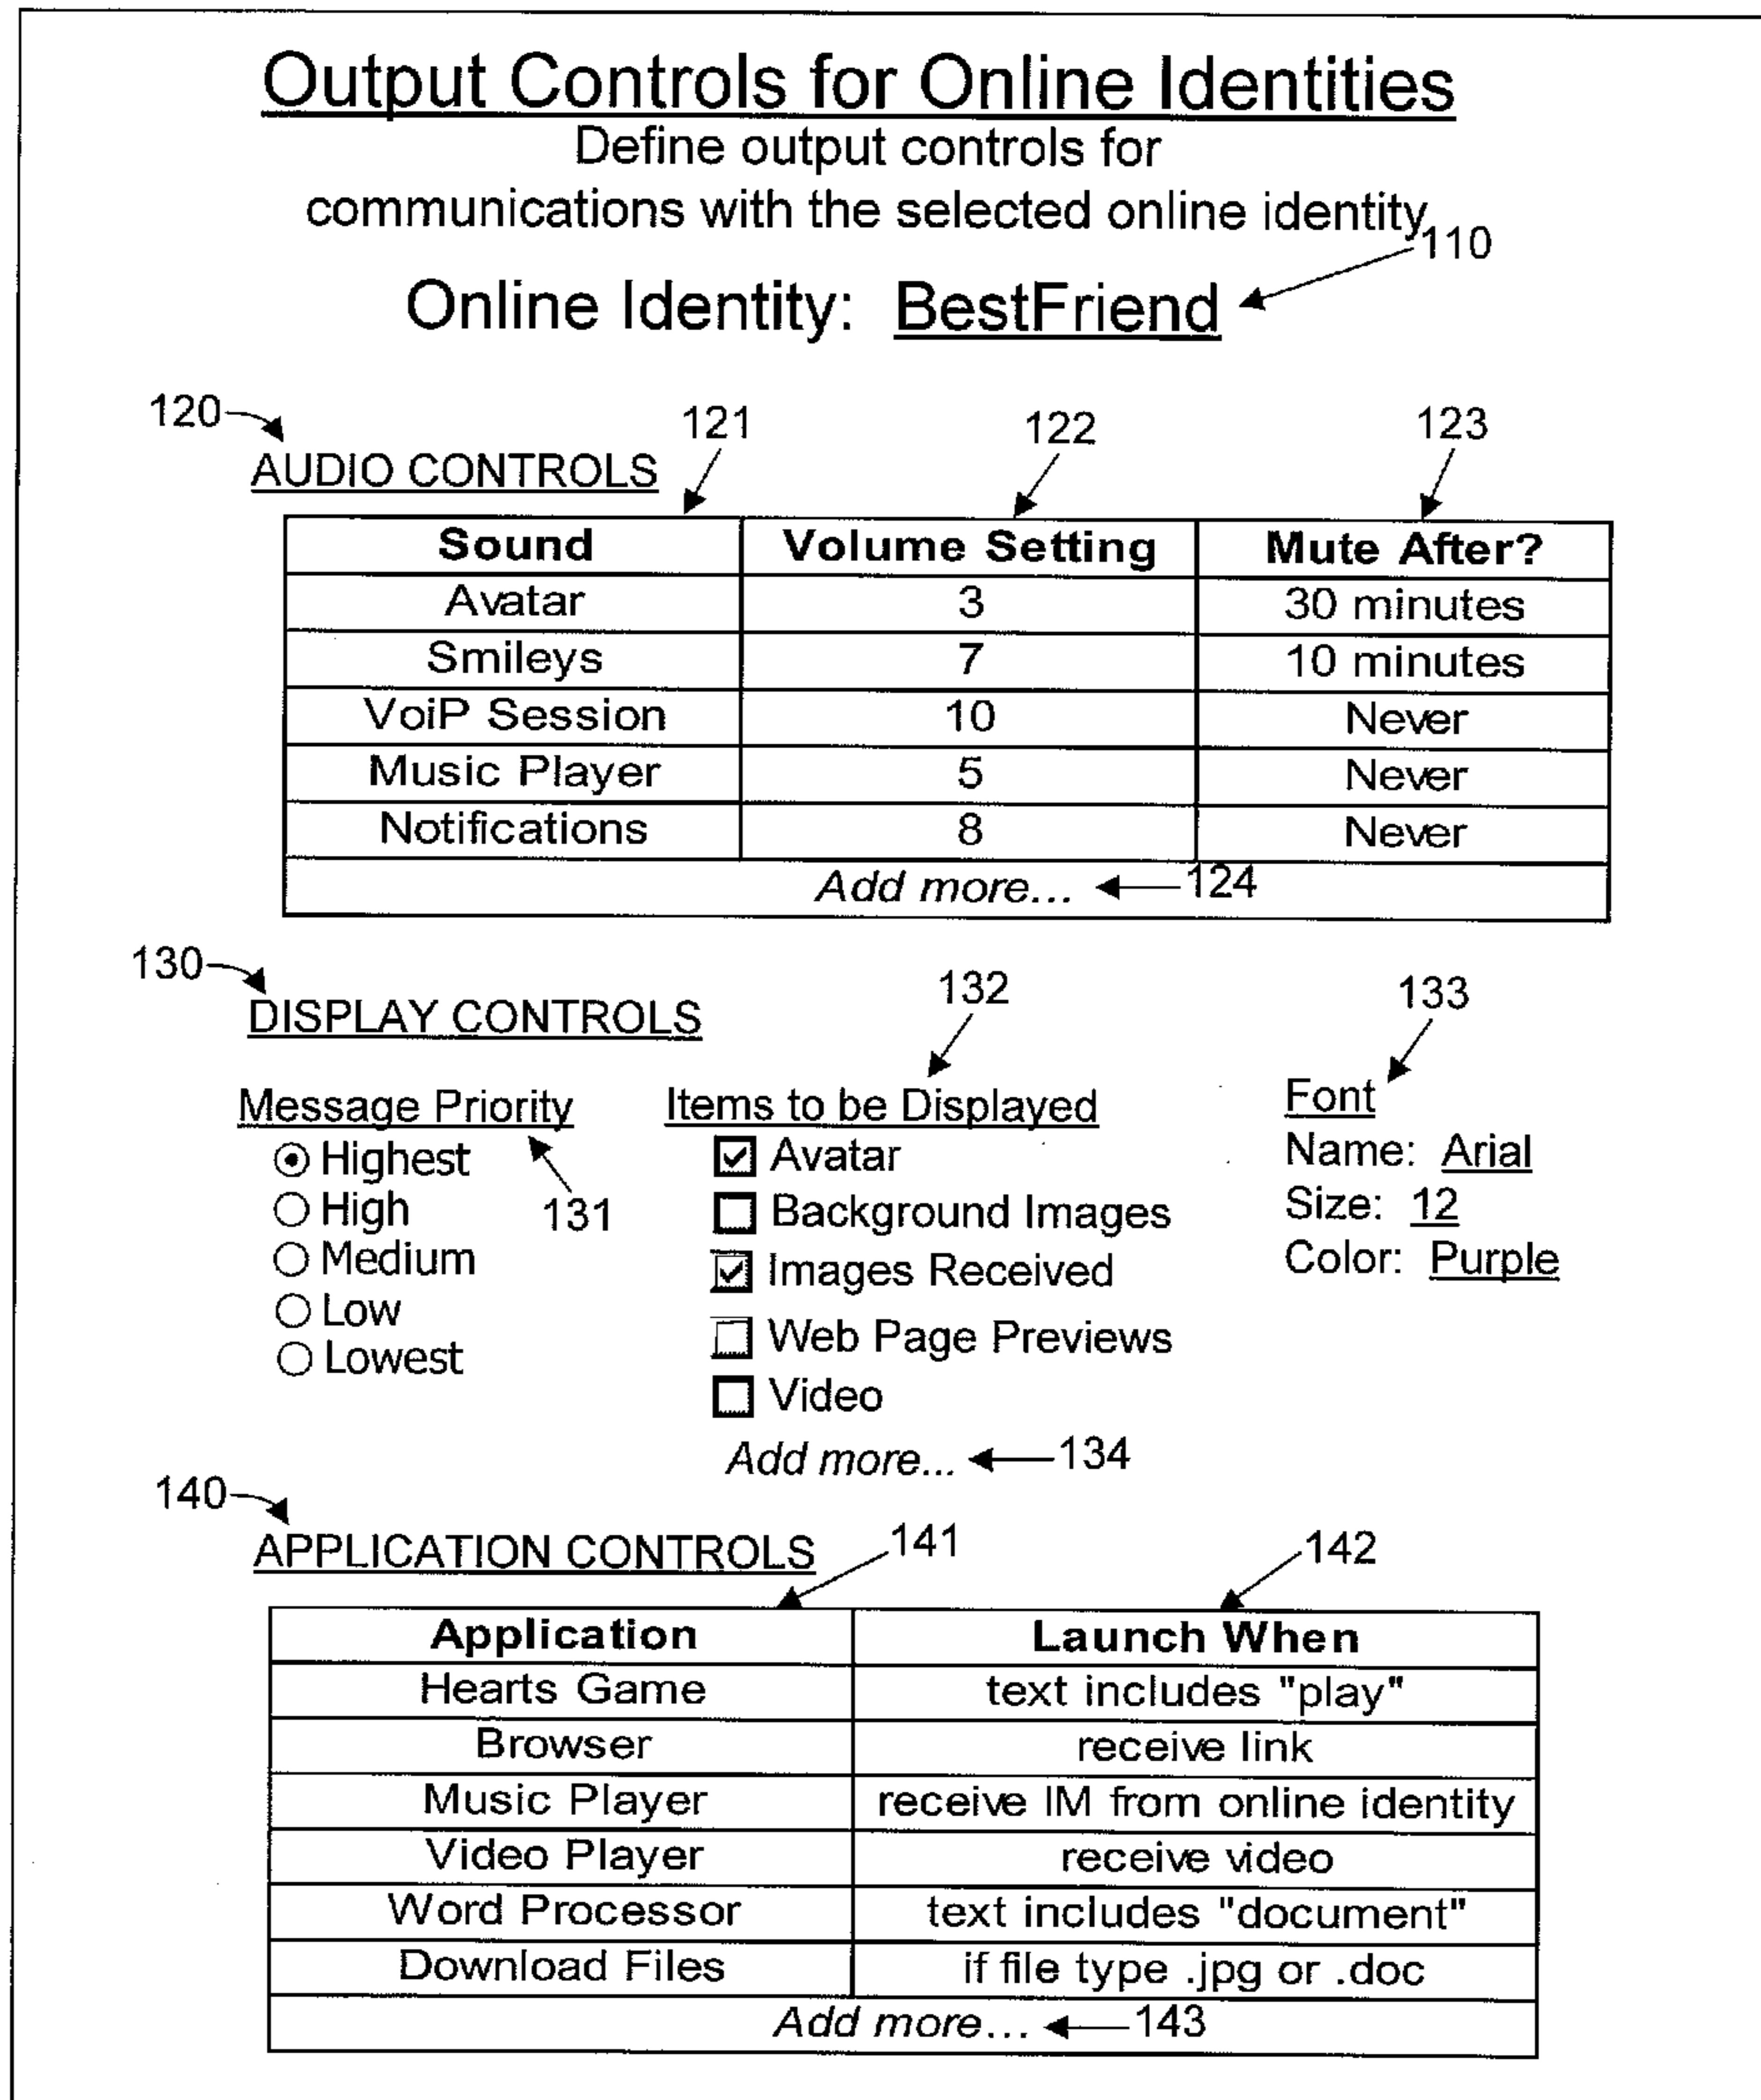 Output Controls for Online Identities
Define output controls for
communications with the selected online identity
110
Online Identity: BestFriend
120
121
122
123
AUDIO CONTROLS
Sound Volume Setting Mute After?
Avatar 3 30 minutes
Smileys 7 10 minutes
VoiP Session 10 Never
Music Player 5 Never
Notifications 8 Never
Add more... 124
130
132
133
DISPLAY CONTROLS
Message Priority
Highest
High
Medium
Low
Lowest
131
Items to be Displayed
Avatar
Background Images
Images Received
Web Page Previews
Video
Add more... 134
Font
Name: Arial
Size: 12
Color: Purple
140
APPLICATION CONTROLS
141
142
Application Launch When
Hearts Game text includes "play"
Browser receive link
Music Player receive IM from online identity
Video Player receive video
Word Processor text includes "document"
Download Files if file type .jpg or .doc
Add more... 143